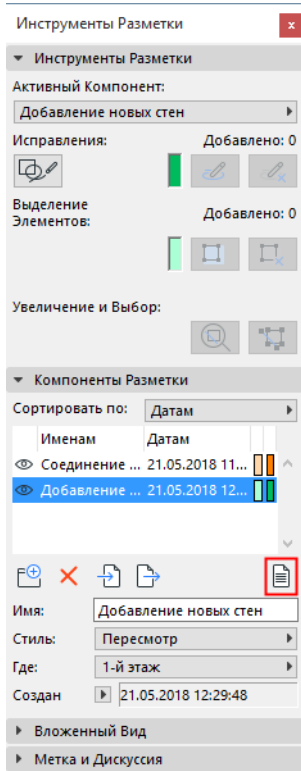 Инструменты Разметки
x
Инструменты Разметки
Активный Компонент:
Добавление новых стен
Исправления: Добавлено: 0
Выделение
Элементов: Добавлено: 0
Увеличение и Выбор:
Компоненты Разметки
Сортировать по: Датам
Именам Датам
Соединение ... 21.05.2018 11...
Добавление ... 21.05.2018 12...
Имя: Добавление новых стен
Стиль: Пересмотр
Где: 1-й этаж
Создан 21.05.2018 12:29:48
Вложенный Вид
Метка и Дискуссия